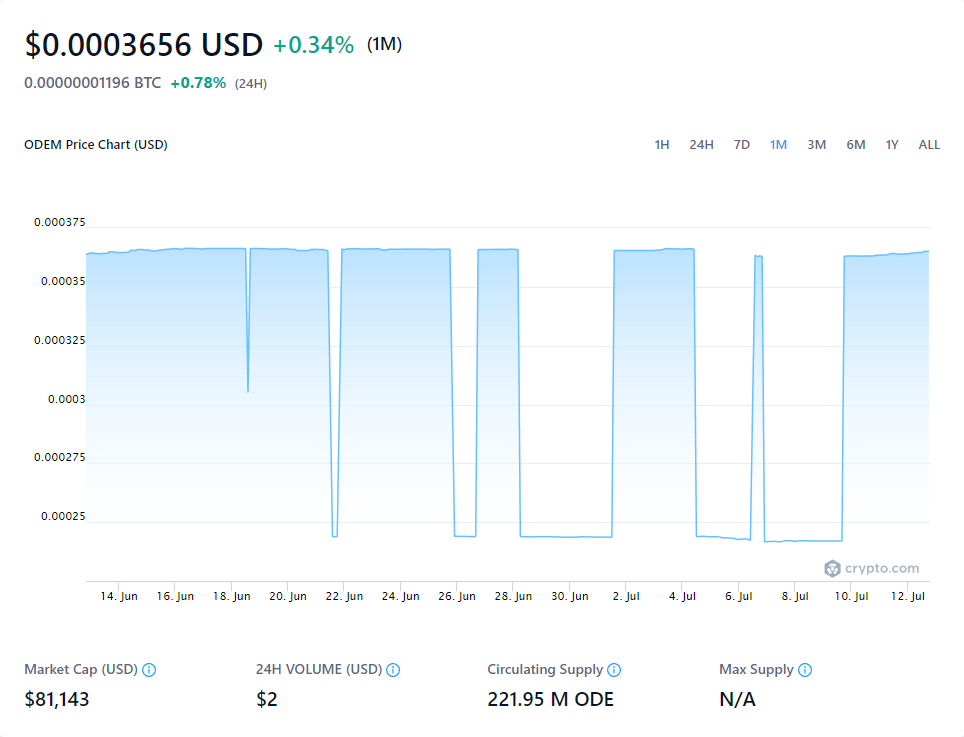 $0.0003656 USD +0.34% (1M)
0.00000001196 BTC +0.78% (24H)
ODEM Price Chart (USD) 1H 24H 7D 1M 3M 6M 1Y ALL
0.000375
0.00035
0.000325
0.0003
0.000275
0.00025
crypto.com
14. Jun 16. Jun 18. Jun 20. Jun 22. Jun 24. Jun 26. Jun 28. Jun 30. Jun 2. Jul 4. Jul 6. Jul 8. Jul 10. Jul 12. Jul
Market Cap (USD) 24H VOLUME (USD) Circulating Supply Max Supply
$81,143 $2 221.95 M ODE N/A